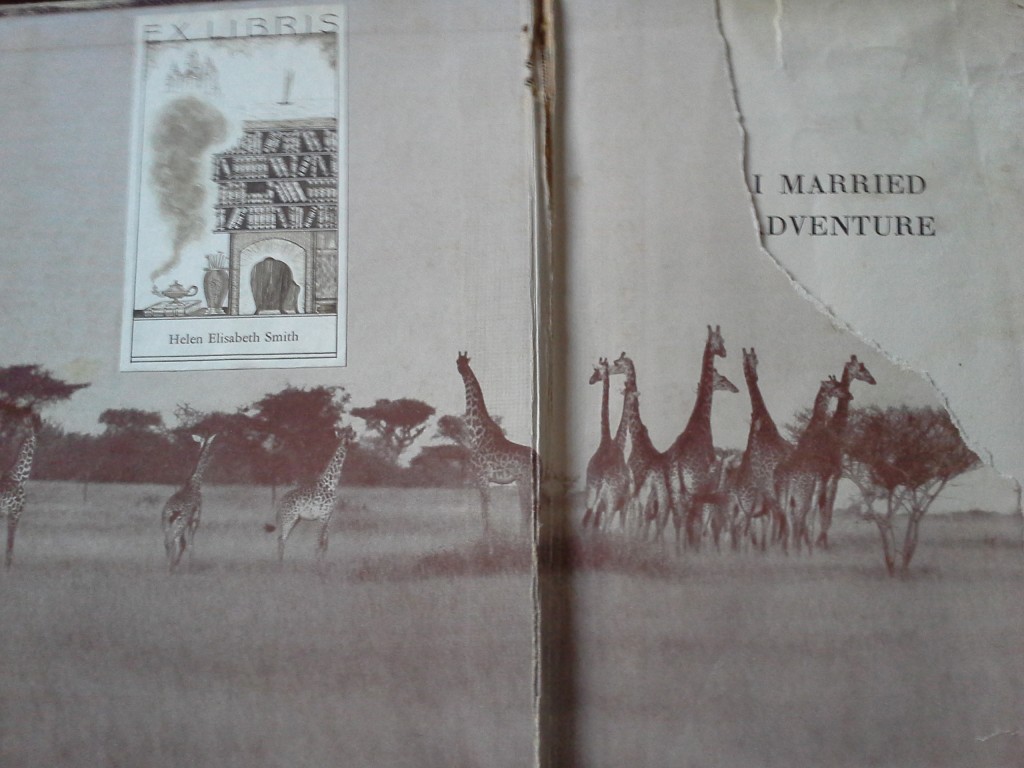 EX LIBRIS
Helen Elisabeth Smith
I MARRIED
DVENTURE